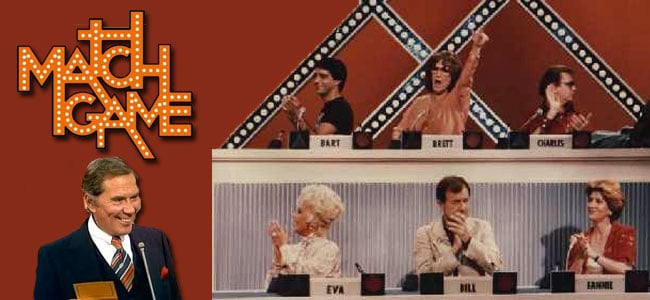 MATCH
GAME
BART
BRETT
CHARLES
EVA
BILL
FANNIE